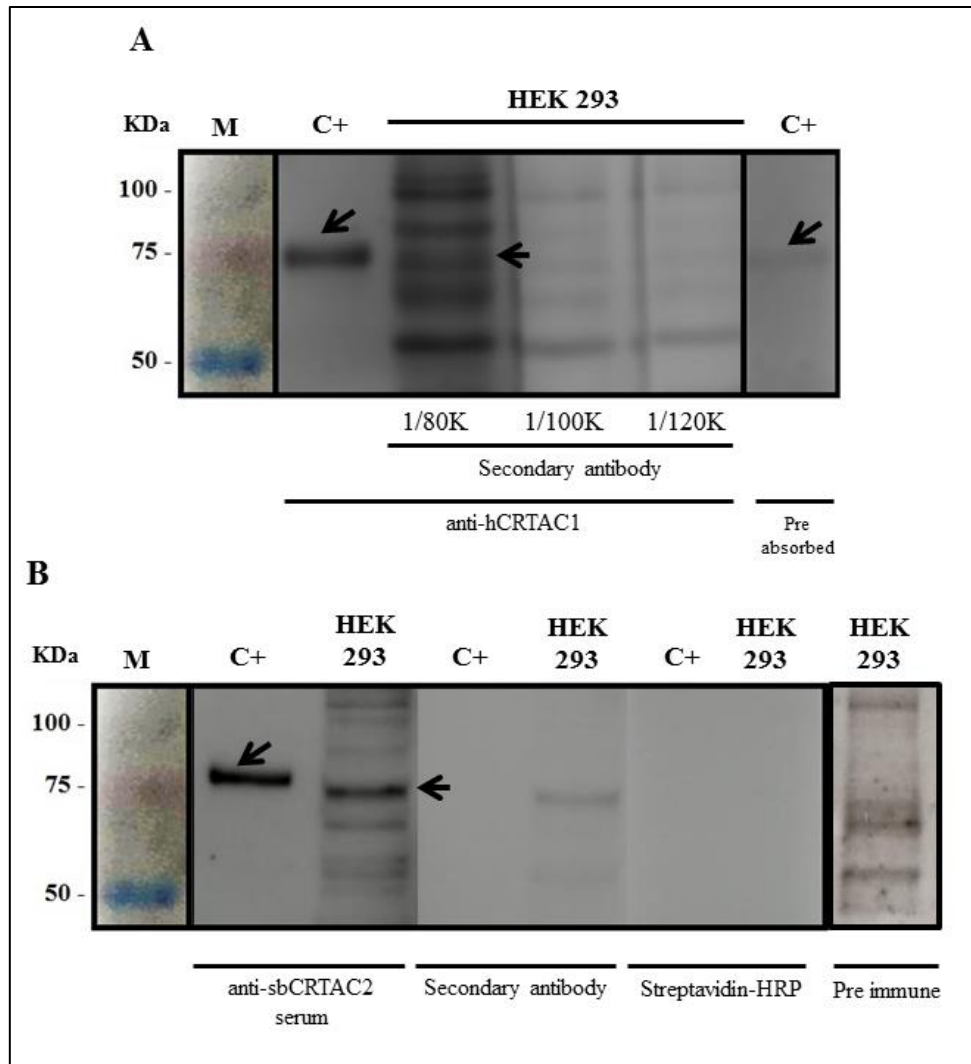 A
HEK 293
KDa M C+ C+
100 -
75 -
50 -
1/80K 1/100K 1/120K
Secondary antibody
anti-hCRTAC1 Pre
absorbed
B
HEK HEK HEK HEK
KDa M C+ 293 C+ 293 C+ 293 293
100 -
75 -
50 -
anti-sbCRTAC2 Secondary antibody Streptavidin-HRP Pre immune
serum